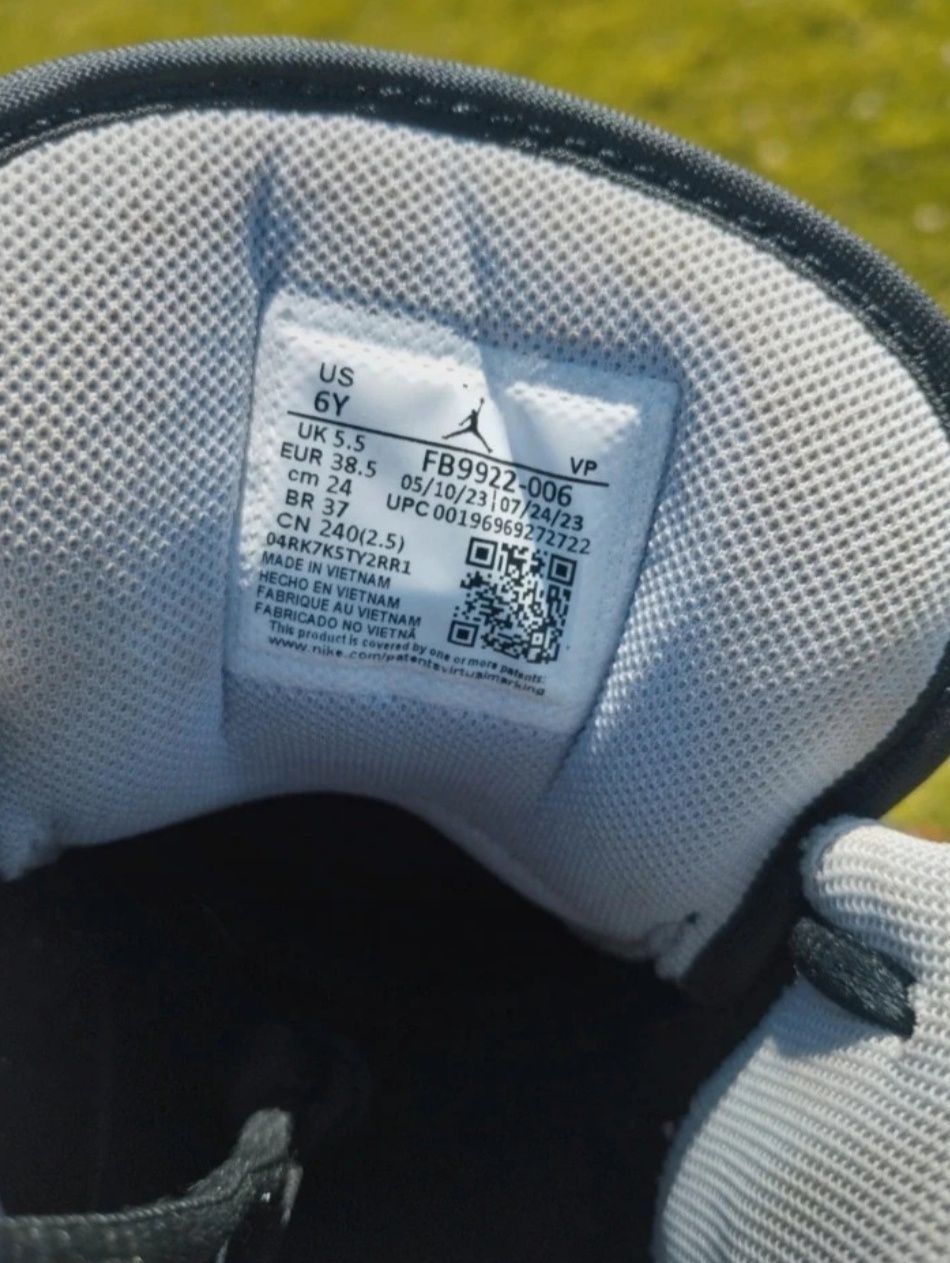 US
6Y
VP
UK 5.5
EUR 38.5
cm 24
BR 37
CN 240(2.5)
FB9922-006
05/10/23|07/24/23
UPC 00196969272722
04RK7K5TY2RR1
MADE IN VIETNAM
HECHO EN VIETNAM
FABRIQUE AU VIETNAM
FABRICADO NO VIETNÃ
This product is covered by one or more patents:
www.nike.com/patentsvirtualmarking